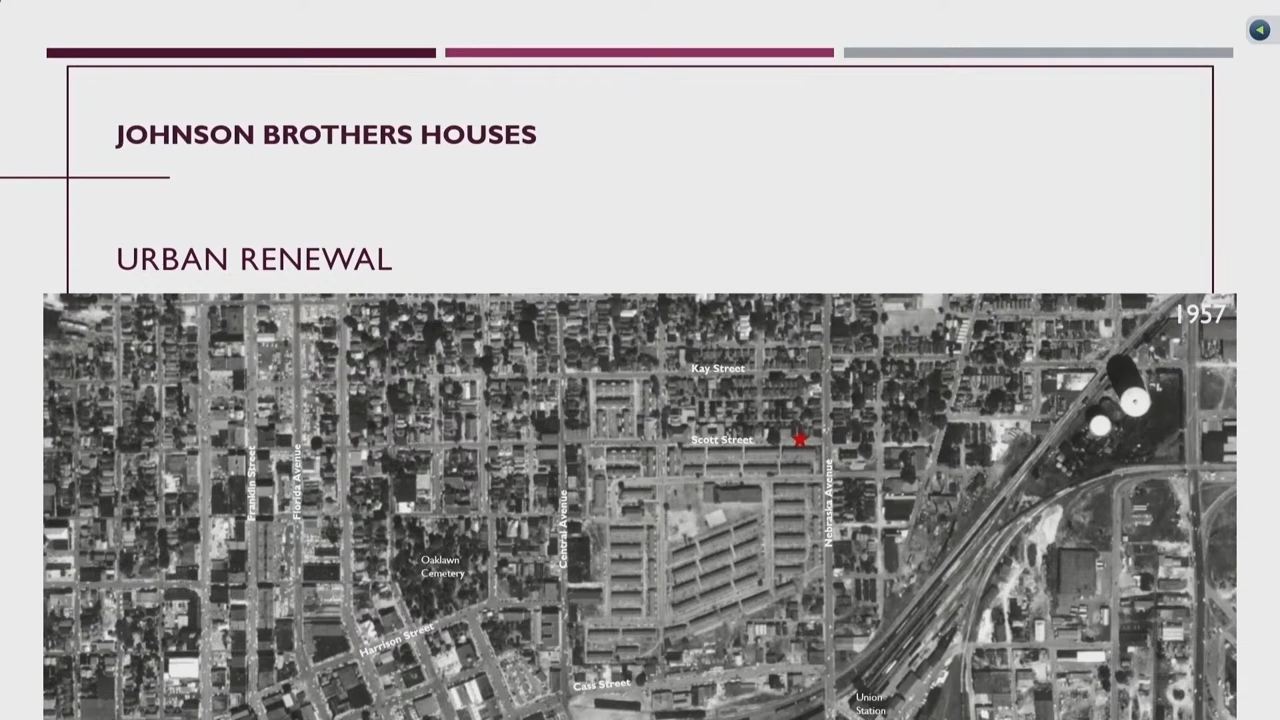 JOHNSON BROTHERS HOUSES
URBAN RENEWAL
1957
Kay Street
Scott Street
Franklin Street
Florida Avenue
Central Avenue
Nebraska Avenue
Oaklawn
Cemetery
Harrison Street
Cass Street
Union
Station